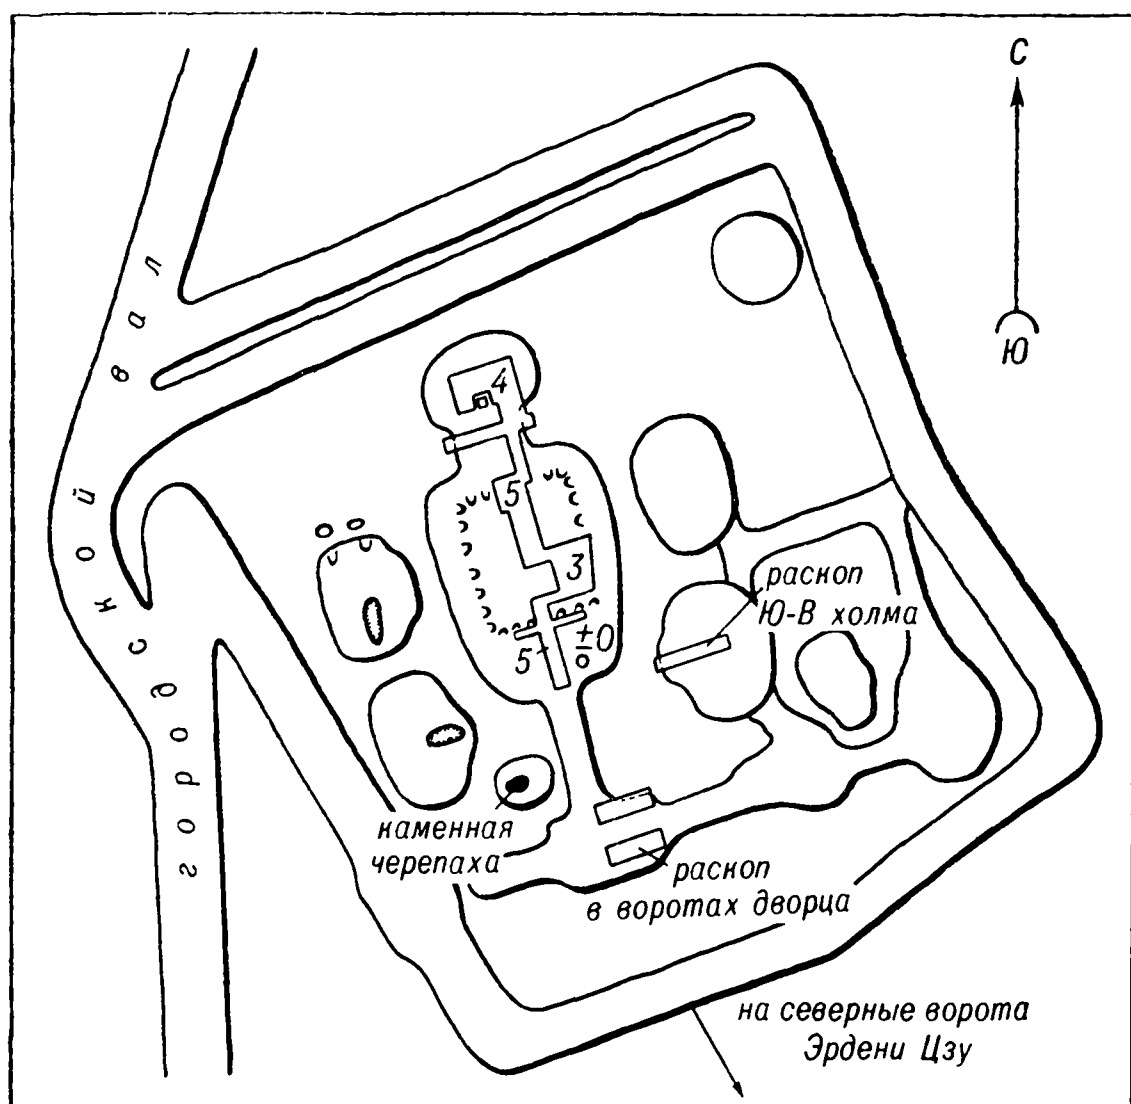 С
Ю
городской вал
4
5
3
5
±0
раскоп
Ю-В холма
каменная
черепаха
раскоп
в воротах дворца
на северные ворота
Эрдени Цзу